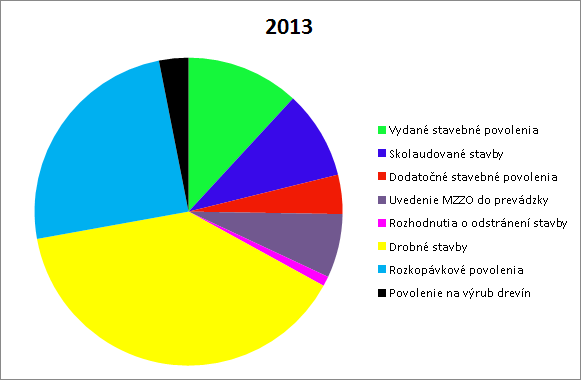 2013
Vydané stavebné povolenia
Skolaudované stavby
Dodatočné stavebné povolenia
Uvedenie MZZO do prevádzky
Rozhodnutia o odstránení stavby
Drobné stavby
Rozkopávkové povolenia
Povolenie na výrub drevín